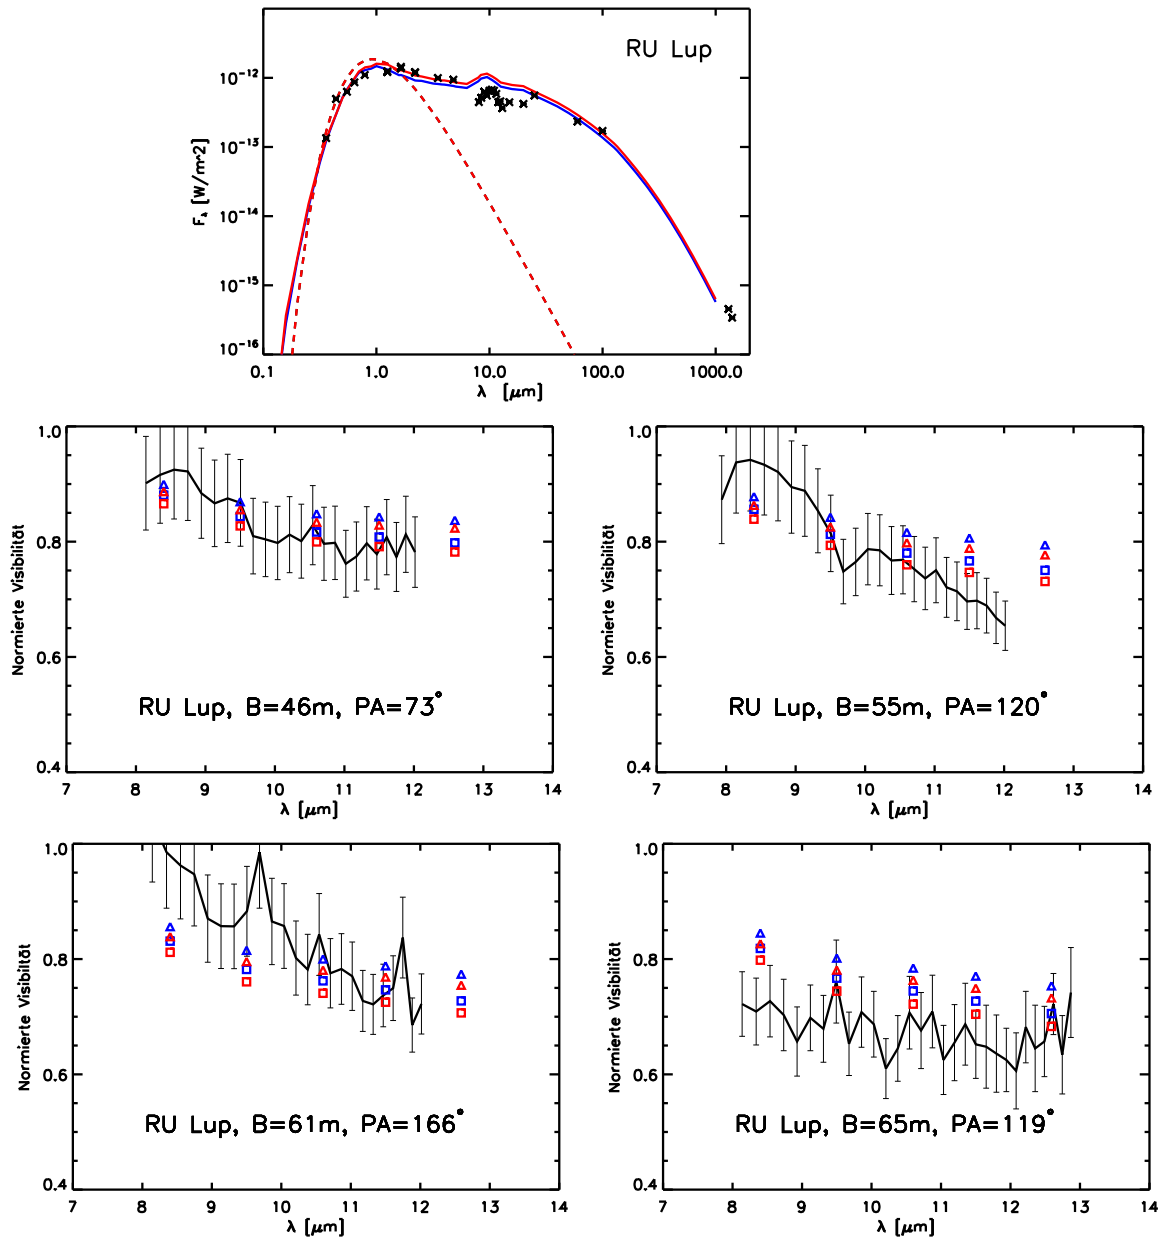 RU Lup
10^-12
10^-13
10^-14
10^-15
10^-16
F_λ [W/m^2]
0.1 1.0 10.0 100.0 1000.0
λ [μm]
1.0
0.8
0.6
0.4
Normierte Visibilität
RU Lup, B=46m, PA=73°
7 8 9 10 11 12 13 14
λ [μm]
1.0
0.8
0.6
0.4
Normierte Visibilität
RU Lup, B=55m, PA=120°
7 8 9 10 11 12 13 14
λ [μm]
1.0
0.8
0.6
0.4
Normierte Visibilität
RU Lup, B=61m, PA=166°
7 8 9 10 11 12 13 14
λ [μm]
1.0
0.8
0.6
0.4
Normierte Visibilität
RU Lup, B=65m, PA=119°
7 8 9 10 11 12 13 14
λ [μm]